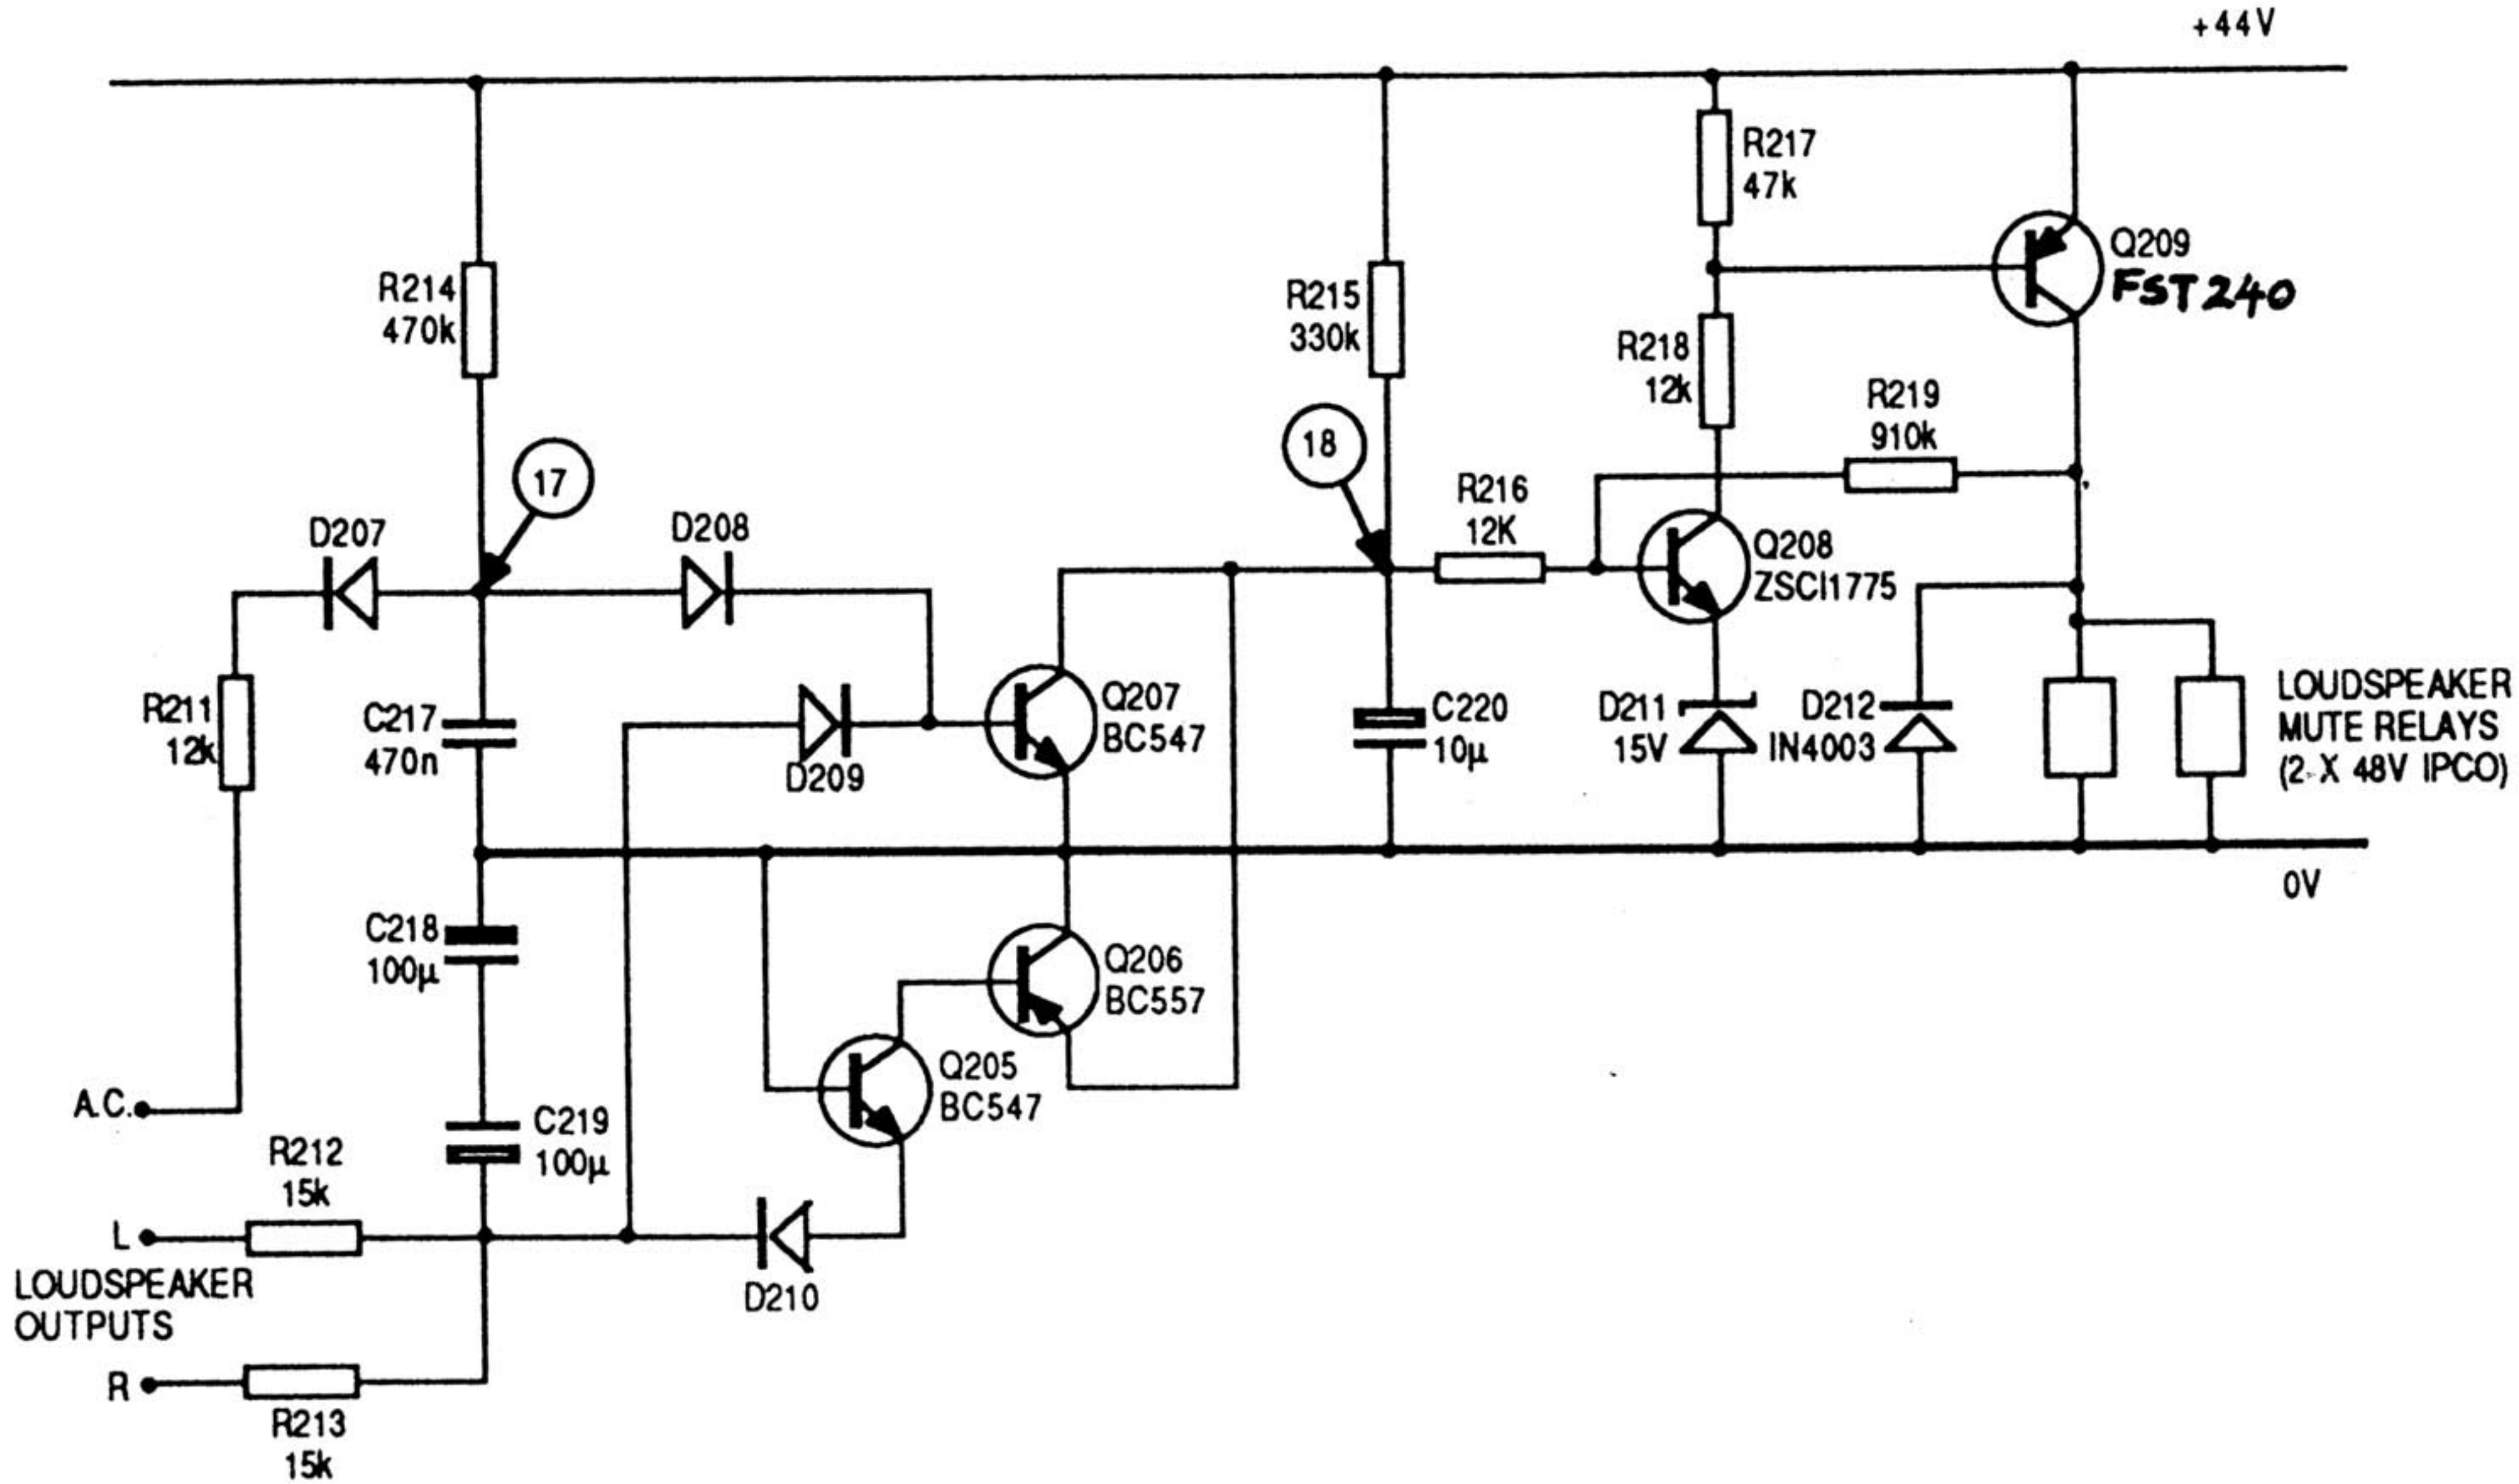 +44V
R217
47k
Q209
FST240
R214
470k
R215
330k
R218
12k
R219
910k
17
18
R216
12K
D207
D208
Q208
ZSCI1775
R211
12k
C217
470n
D209
Q207
BC547
C220
10µ
D211
15V
D212
IN4003
LOUDSPEAKER
MUTE RELAYS
(2 X 48V IPCO)
0V
C218
100µ
Q206
BC557
Q205
BC547
A.C.
C219
100µ
R212
15k
L
LOUDSPEAKER
OUTPUTS
D210
R
R213
15k